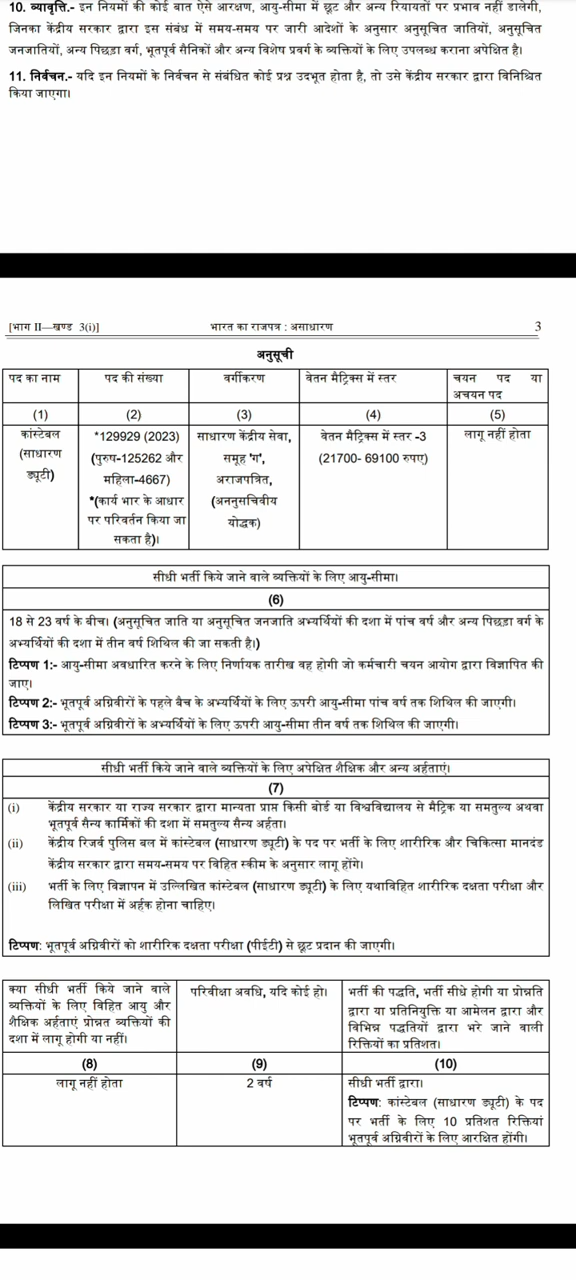 10. व्यावृत्ति.- इन नियमों की कोई बात ऐसे आरक्षण, आयु-सीमा में छूट और अन्य रियायतों पर प्रभाव नहीं डालेगी,
जिनका केंद्रीय सरकार द्वारा इस संबंध में समय-समय पर जारी आदेशों के अनुसार अनुसूचित जातियों, अनुसूचित
जनजातियों, अन्य पिछड़ा वर्ग, भूतपूर्व सैनिकों और अन्य विशेष प्रवर्ग के व्यक्तियों के लिए उपलब्ध कराना अपेक्षित है।
11. निर्वचन.- यदि इन नियमों के निर्वचन से संबंधित कोई प्रश्न उदभूत होता है, तो उसे केंद्रीय सरकार द्वारा विनिश्चित
किया जाएगा।
[भाग II—खण्ड 3(i)] भारत का राजपत्र : असाधारण 3
अनुसूची
पद का नाम पद की संख्या वर्गीकरण वेतन मैट्रिक्स में स्तर चयन पद या
अचयन पद
(1) (2) (3) (4) (5)
कांस्टेबल *129929 (2023) साधारण केंद्रीय सेवा, वेतन मैट्रिक्स में स्तर -3 लागू नहीं होता
(साधारण (पुरुष-125262 और समूह 'ग', (21700- 69100 रुपए)
ड्यूटी) महिला-4667) अराजपत्रित,
*(कार्य भार के आधार (अननुसचिवीय
पर परिवर्तन किया जा योद्धक)
सकता है)।
सीधी भर्ती किये जाने वाले व्यक्तियों के लिए आयु-सीमा।
(6)
18 से 23 वर्ष के बीच। (अनुसूचित जाति या अनुसूचित जनजाति अभ्यर्थियों की दशा में पांच वर्ष और अन्य पिछड़ा वर्ग के
अभ्यर्थियों की दशा में तीन वर्ष शिथिल की जा सकती है।)
टिप्पण 1:- आयु-सीमा अवधारित करने के लिए निर्णायक तारीख वह होगी जो कर्मचारी चयन आयोग द्वारा विज्ञापित की
जाए।
टिप्पण 2:- भूतपूर्व अग्निवीरों के पहले बैच के अभ्यर्थियों के लिए ऊपरी आयु-सीमा पांच वर्ष तक शिथिल की जाएगी।
टिप्पण 3:- भूतपूर्व अग्निवीरों के अभ्यर्थियों के लिए ऊपरी आयु-सीमा तीन वर्ष तक शिथिल की जाएगी।
सीधी भर्ती किये जाने वाले व्यक्तियों के लिए अपेक्षित शैक्षिक और अन्य अर्हताएं।
(7)
(i) केंद्रीय सरकार या राज्य सरकार द्वारा मान्यता प्राप्त किसी बोर्ड या विश्वविद्यालय से मैट्रिक या समतुल्य अथवा
भूतपूर्व सैन्य कार्मिकों की दशा में समतुल्य सैन्य अर्हता।
(ii) केंद्रीय रिजर्व पुलिस बल में कांस्टेबल (साधारण ड्यूटी) के पद पर भर्ती के लिए शारीरिक और चिकित्सा मानदंड
केंद्रीय सरकार द्वारा समय-समय पर विहित स्कीम के अनुसार लागू होंगे।
(iii) भर्ती के लिए विज्ञापन में उल्लिखित कांस्टेबल (साधारण ड्यूटी) के लिए यथाविहित शारीरिक दक्षता परीक्षा और
लिखित परीक्षा में अर्हक होना चाहिए।
टिप्पण: भूतपूर्व अग्निवीरों को शारीरिक दक्षता परीक्षा (पीईटी) से छूट प्रदान की जाएगी।
क्या सीधी भर्ती किये जाने वाले परिवीक्षा अवधि, यदि कोई हो। भर्ती की पद्धति, भर्ती सीधे होगी या प्रोन्नति
व्यक्तियों के लिए विहित आयु और द्वारा या प्रतिनियुक्ति या आमेलन द्वारा और
शैक्षिक अर्हताएं प्रोन्नत व्यक्तियों की विभिन्न पद्धतियों द्वारा भरे जाने वाली
दशा में लागू होगी या नहीं। रिक्तियों का प्रतिशत।
(8) (9) (10)
लागू नहीं होता 2 वर्ष सीधी भर्ती द्वारा।
टिप्पण: कांस्टेबल (साधारण ड्यूटी) के पद
पर भर्ती के लिए 10 प्रतिशत रिक्तियां
भूतपूर्व अग्निवीरों के लिए आरक्षित होंगी।